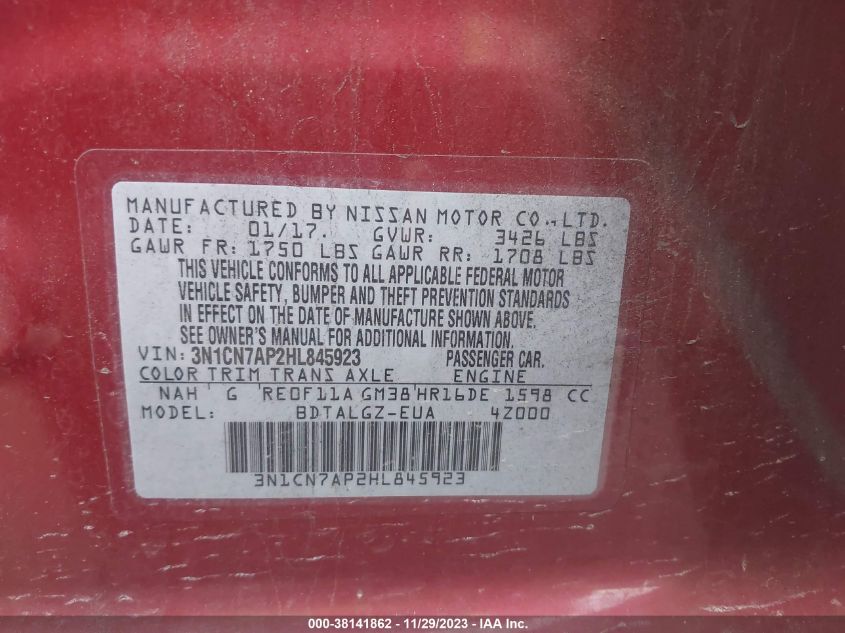 MANUFACTURED BY NISSAN MOTOR CO.,LTD.
DATE: 01/17. GVWR: 3426 LBS
GAWR FR: 1750 LBS GAWR RR: 1708 LBS
THIS VEHICLE CONFORMS TO ALL APPLICABLE FEDERAL MOTOR
VEHICLE SAFETY, BUMPER AND THEFT PREVENTION STANDARDS
IN EFFECT ON THE DATE OF MANUFACTURE SHOWN ABOVE.
SEE OWNER'S MANUAL FOR ADDITIONAL INFORMATION.
VIN: 3N1CN7AP2HL845923 PASSENGER CAR.
COLOR TRIM TRANS AXLE ENGINE
NAH G RE0F11A GM38 HR16DE 1598 CC
MODEL: BDTALGZ-EUA 4Z000
3N1CN7AP2HL845923
000-38141862 - 11/29/2023 - IAA Inc.